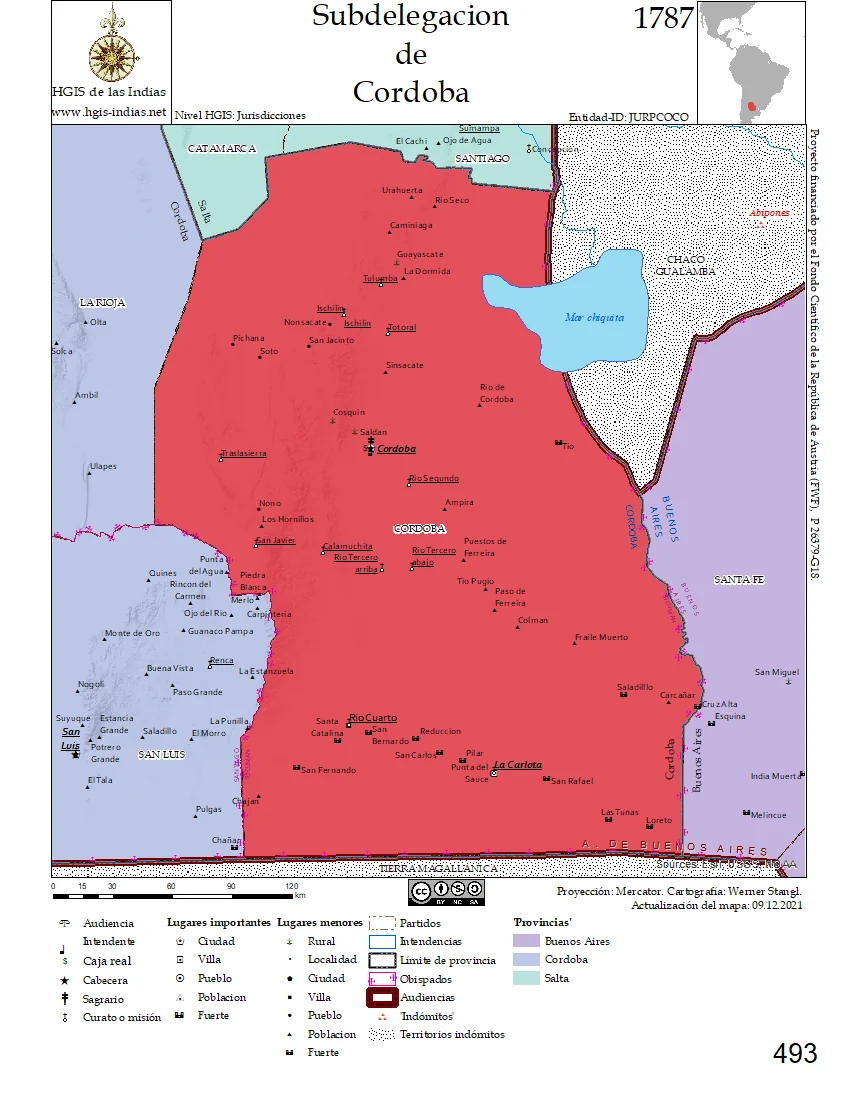 Subdelegacion
de
Cordoba
1787
HGIS de las Indias
www.hgis-indias.net
Nivel HGIS: Jurisdicciones
Entidad-ID: JURPCOCO
Proyecto financiado por el Fondo Científico de la República de Austria (FWF), P 26379-G18.
CATAMARCA
El Cachi
Sumampa
Ojo de Agua
SANTIAGO
Concepcion
Salta
Cordoba
Urahuerta
Rio Seco
Caminiaga
Abipones
CHACO
GUALAMBA
Guayascate
Tulumba
La Dormida
LA RIOJA
Olta
Solca
Ischilin
Nonsacate
Ischilin
Totoral
Mar chiquita
Pichana
Soto
San Jacinto
Sinsacate
Ambil
Rio de
Cordoba
Cosquin
Saldan
Cordoba
Tio
Traslasierra
Ulapes
Rio Segundo
Nono
Los Hornillos
Ampira
CORDOBA
CORDOBA
BUENOS
AIRES
San Javier
Calamuchita
Rio Tercero
arriba
Rio Tercero
abajo
Puestos de
Ferreira
Punta
del Agua
Quines
Rincon del
Carmen
Piedra
Blanca
Merlo
Tio Pugio
Paso de
Ferreira
SANTA FE
BUENOS
AIRES
Ojo del Rio
Carpinteria
Colman
Monte de Oro
Guanaco Pampa
Fraile Muerto
Renca
Buena Vista
La Estanzuela
San Miguel
Nogoli
Paso Grande
Saladillo
Carcañar
Cruz Alta
Suyuque
Estancia
Grande
San
Luis
Potrero
Grande
Saladillo
El Morro
La Punilla
SAN LUIS
Santa
Catalina
Rio Cuarto
San
Bernardo
Reduccion
Esquina
San Carlos
Pilar
Punta del
Sauce
La Carlota
San Rafael
San Fernando
SANTIAGO
TUCUMAN
Cordoba
Buenos Aires
India Muerta
El Tala
Chajan
Pulgas
Las Tunas
Loreto
Melincue
Chañar
A. DE BUENOS AIRES
Sources: Esri, USGS, NOAA
TIERRA MAGALLANICA
0 15 30 60 90 120
km
cc
BY NC SA
Proyección: Mercator. Cartografía: Werner Stangl.
Actualización del mapa: 09.12.2021
Audiencia
Intendente
S Caja real
Cabecera
Sagrario
Curato o misión
Lugares importantes
Ciudad
Villa
Pueblo
Poblacion
Fuerte
Lugares menores
Rural
Localidad
Ciudad
Villa
Pueblo
Poblacion
Fuerte
Partidos
Intendencias
Límite de provincia
Obispados
Audiencias
'Indómitos'
Territorios indómitos
'Provincias'
Buenos Aires
Cordoba
Salta
493